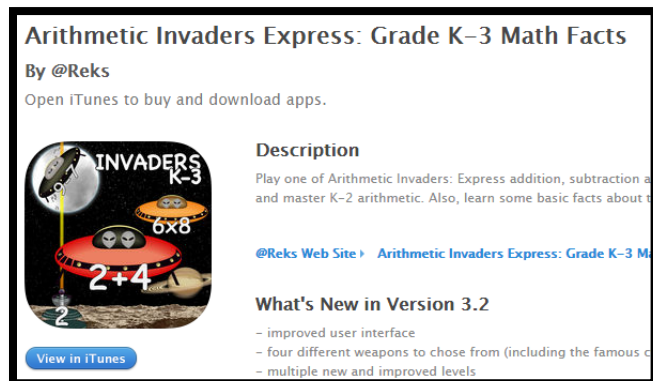 Arithmetic Invaders Express: Grade K-3 Math Facts
By @Reks
Open iTunes to buy and download apps.
INVADERS
K-3
9-7
6x8
2+4
2
View in iTunes
Description
Play one of Arithmetic Invaders: Express addition, subtraction a
and master K-2 arithmetic. Also, learn some basic facts about t
@Reks Web Site Arithmetic Invaders Express: Grade K-3 Ma
What's New in Version 3.2
- improved user interface
- four different weapons to chose from (including the famous c
- multiple new and improved levels